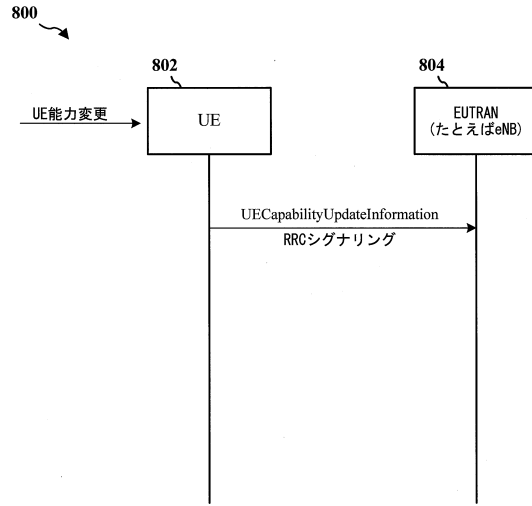 800
802
804
UE能力変更
UE
EUTRAN
(たとえばeNB)
UECapabilityUpdateInformation
RRCシグナリング